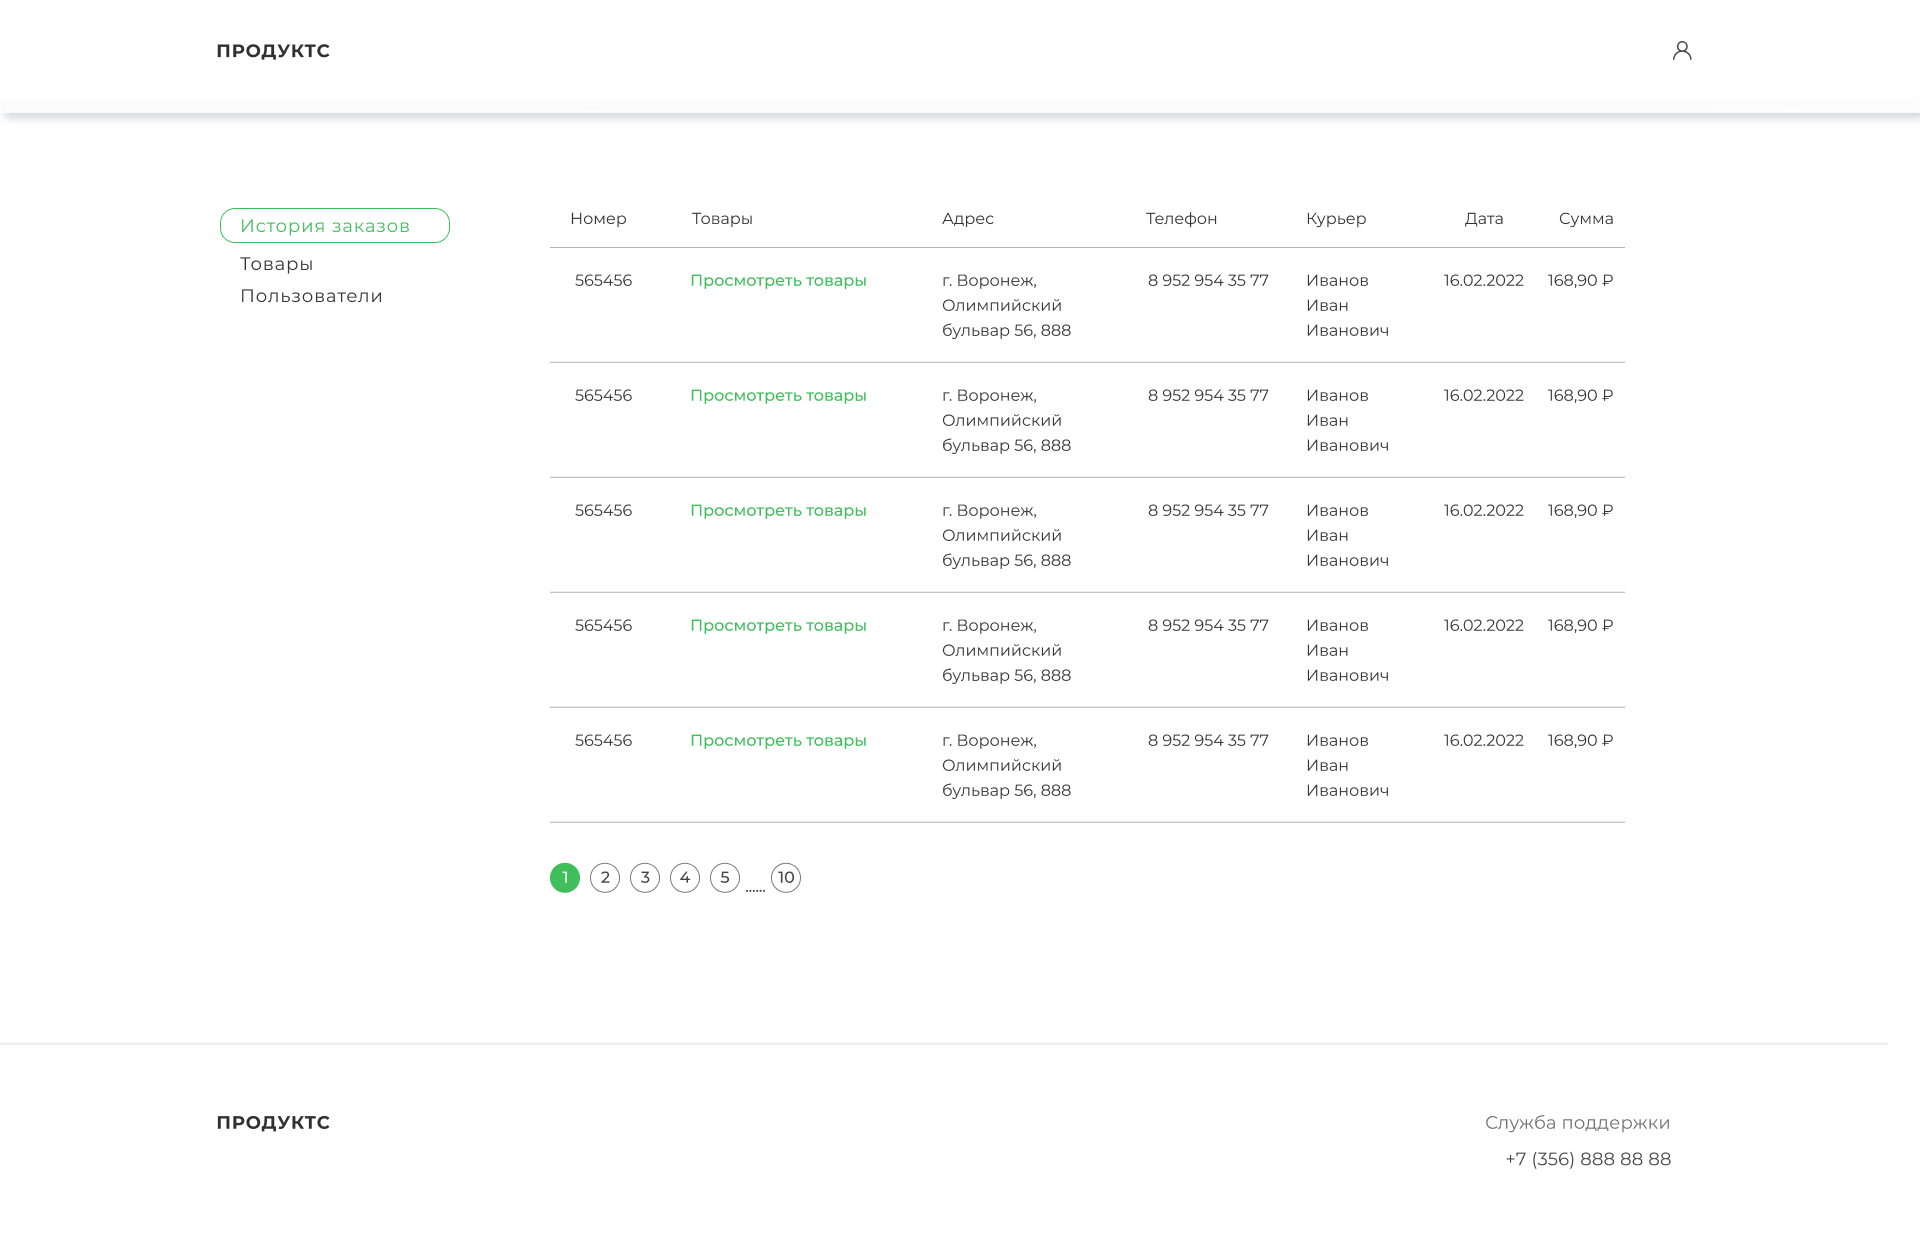 ПРОДУКТС
История заказов
Товары
Пользователи
Номер Товары Адрес Телефон Курьер Дата Сумма
565456 Просмотреть товары г. Воронеж, 8 952 954 35 77 Иванов 16.02.2022 168,90 ₽
Олимпийский Иван
бульвар 56, 888 Иванович
565456 Просмотреть товары г. Воронеж, 8 952 954 35 77 Иванов 16.02.2022 168,90 ₽
Олимпийский Иван
бульвар 56, 888 Иванович
565456 Просмотреть товары г. Воронеж, 8 952 954 35 77 Иванов 16.02.2022 168,90 ₽
Олимпийский Иван
бульвар 56, 888 Иванович
565456 Просмотреть товары г. Воронеж, 8 952 954 35 77 Иванов 16.02.2022 168,90 ₽
Олимпийский Иван
бульвар 56, 888 Иванович
565456 Просмотреть товары г. Воронеж, 8 952 954 35 77 Иванов 16.02.2022 168,90 ₽
Олимпийский Иван
бульвар 56, 888 Иванович
1 2 3 4 5 ...... 10
ПРОДУКТС Служба поддержки
+7 (356) 888 88 88